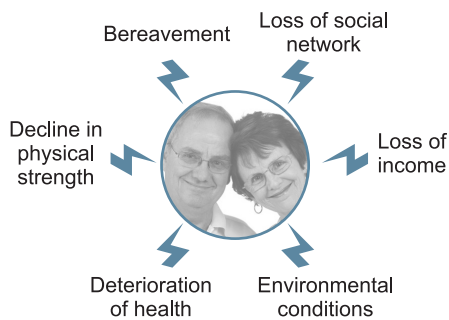 Bereavement
Loss of social
network
Decline in
physical
strength
Loss of
income
Deterioration
of health
Environmental
conditions